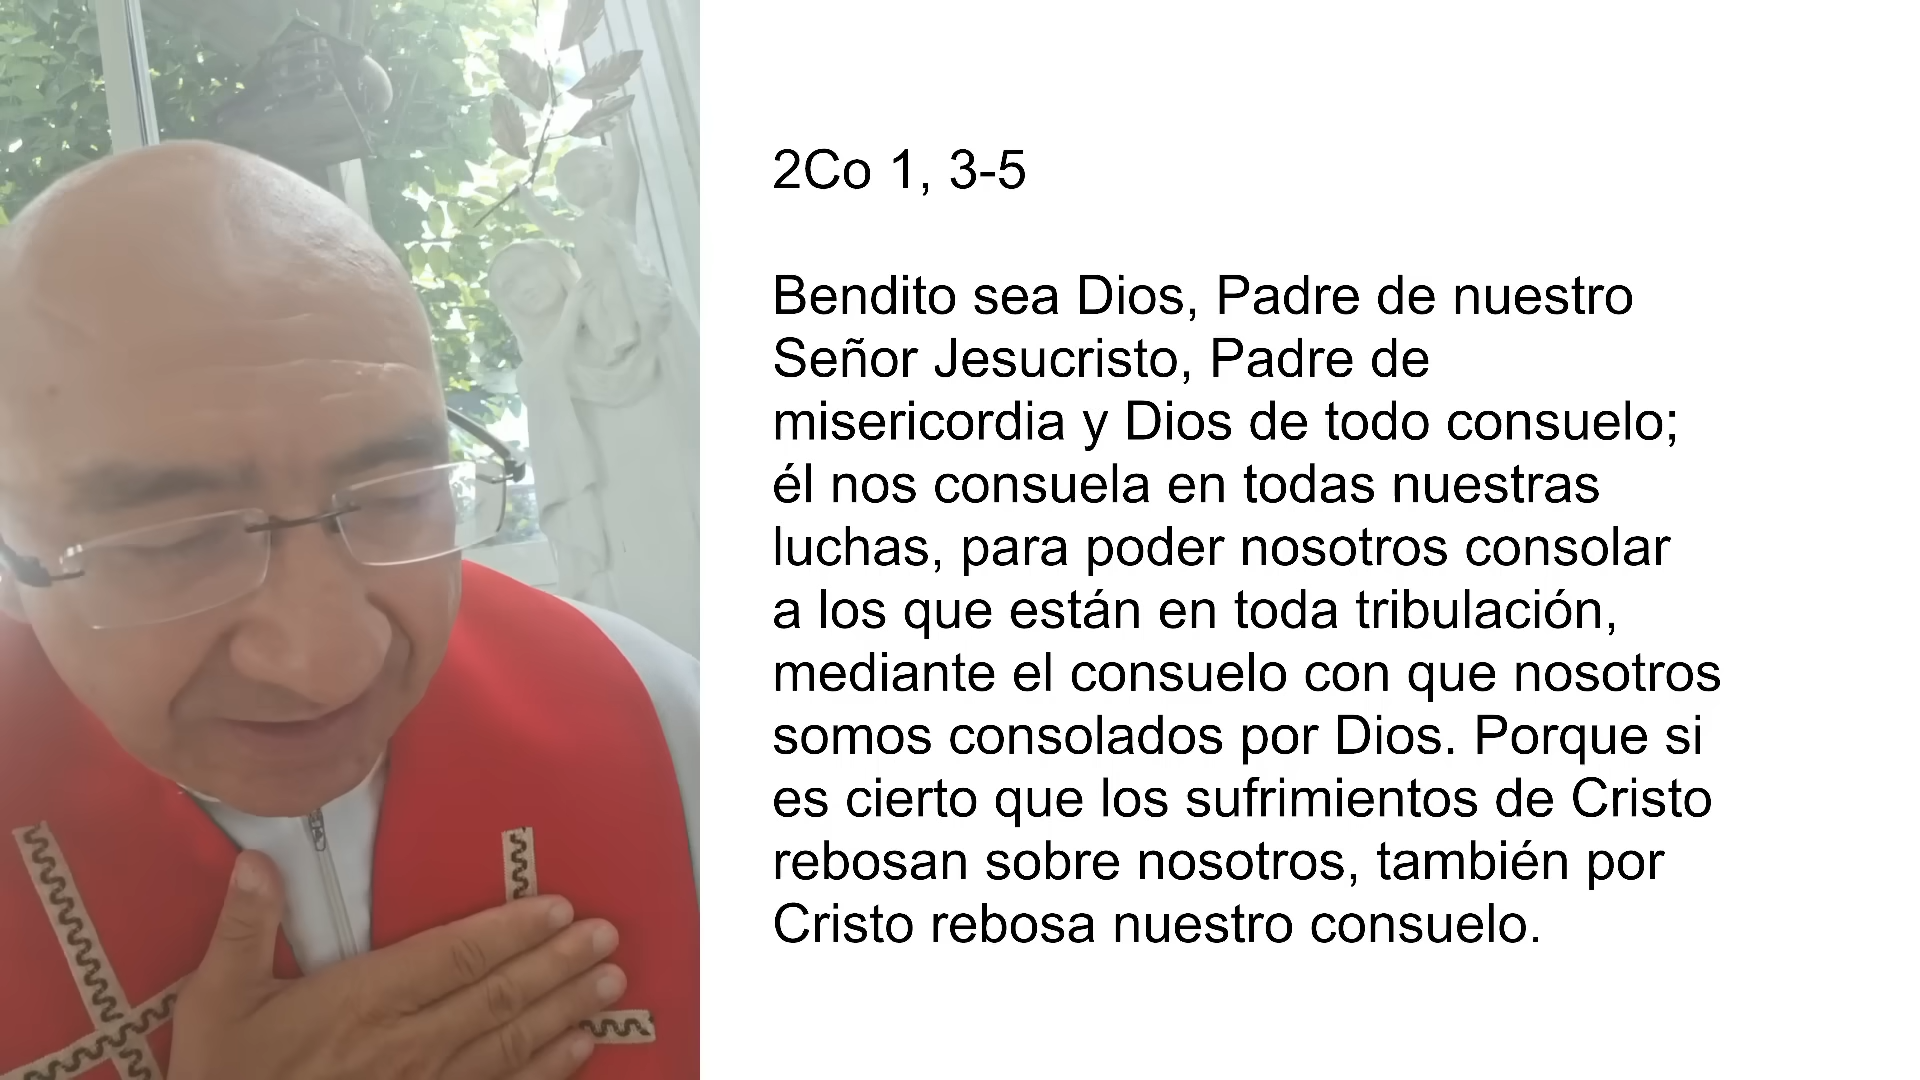 2Co 1, 3-5
Bendito sea Dios, Padre de nuestro
Señor Jesucristo, Padre de
misericordia y Dios de todo consuelo;
él nos consuela en todas nuestras
luchas, para poder nosotros consolar
a los que están en toda tribulación,
mediante el consuelo con que nosotros
somos consolados por Dios. Porque si
es cierto que los sufrimientos de Cristo
rebosan sobre nosotros, también por
Cristo rebosa nuestro consuelo.